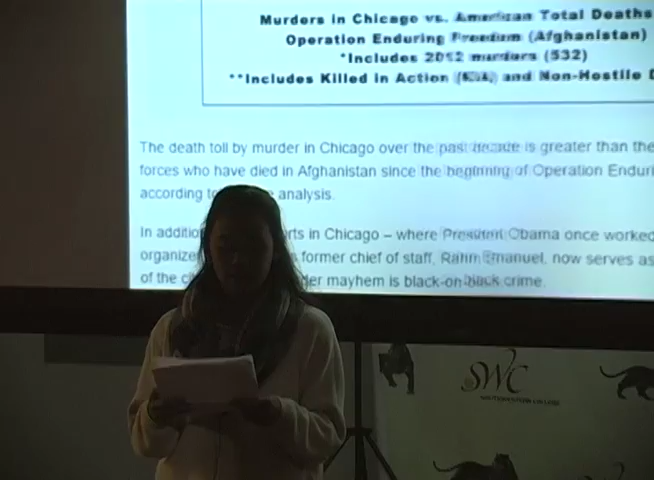 Murders in Chicago vs. American Total Deaths
Operation Enduring Freedom (Afghanistan)
*Includes 2012 murders (532)
**Includes Killed in Action (KIA) and Non-Hostile D
The death toll by murder in Chicago over the past decade is greater than the
forces who have died in Afghanistan since the beginning of Operation Enduri
according to analysis.
In additio rts in Chicago – where President Obama once worked
organize former chief of staff, Rahm Emanuel, now serves as
of the ci der mayhem is black-on-black crime.
SWC
SOUTHWESTERN COLLEGE